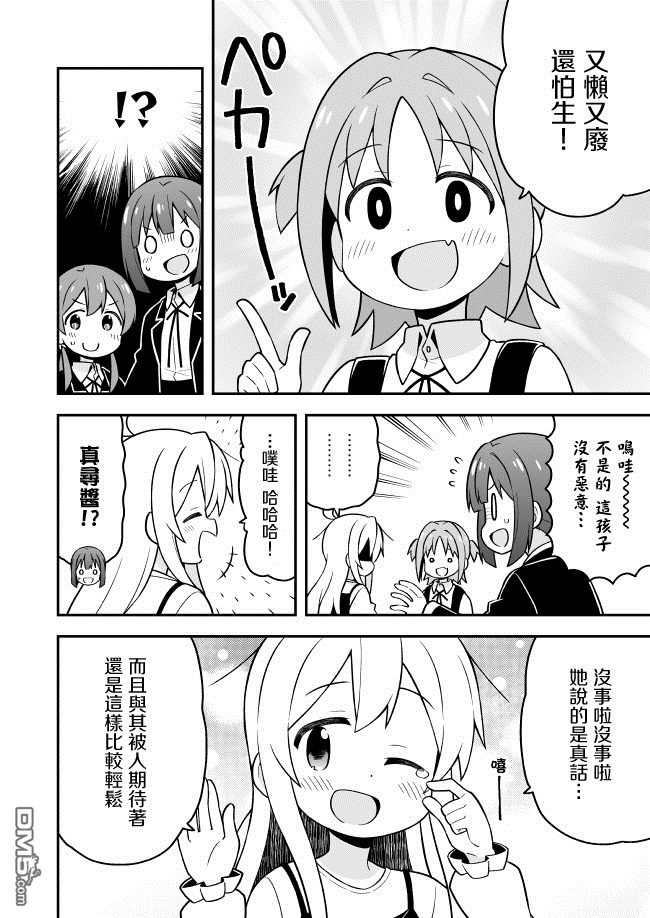 又懶又廢
還怕生！
ペカーーッ
!?
嗚哇~~~~
不是的 這孩子
沒有惡意…
………
………
…噗哇 哈哈哈！
真尋醬!?
沒事啦沒事啦
她說的是真話…
嘻—
而且與其被人期待著
還是這樣比較輕鬆
DM5